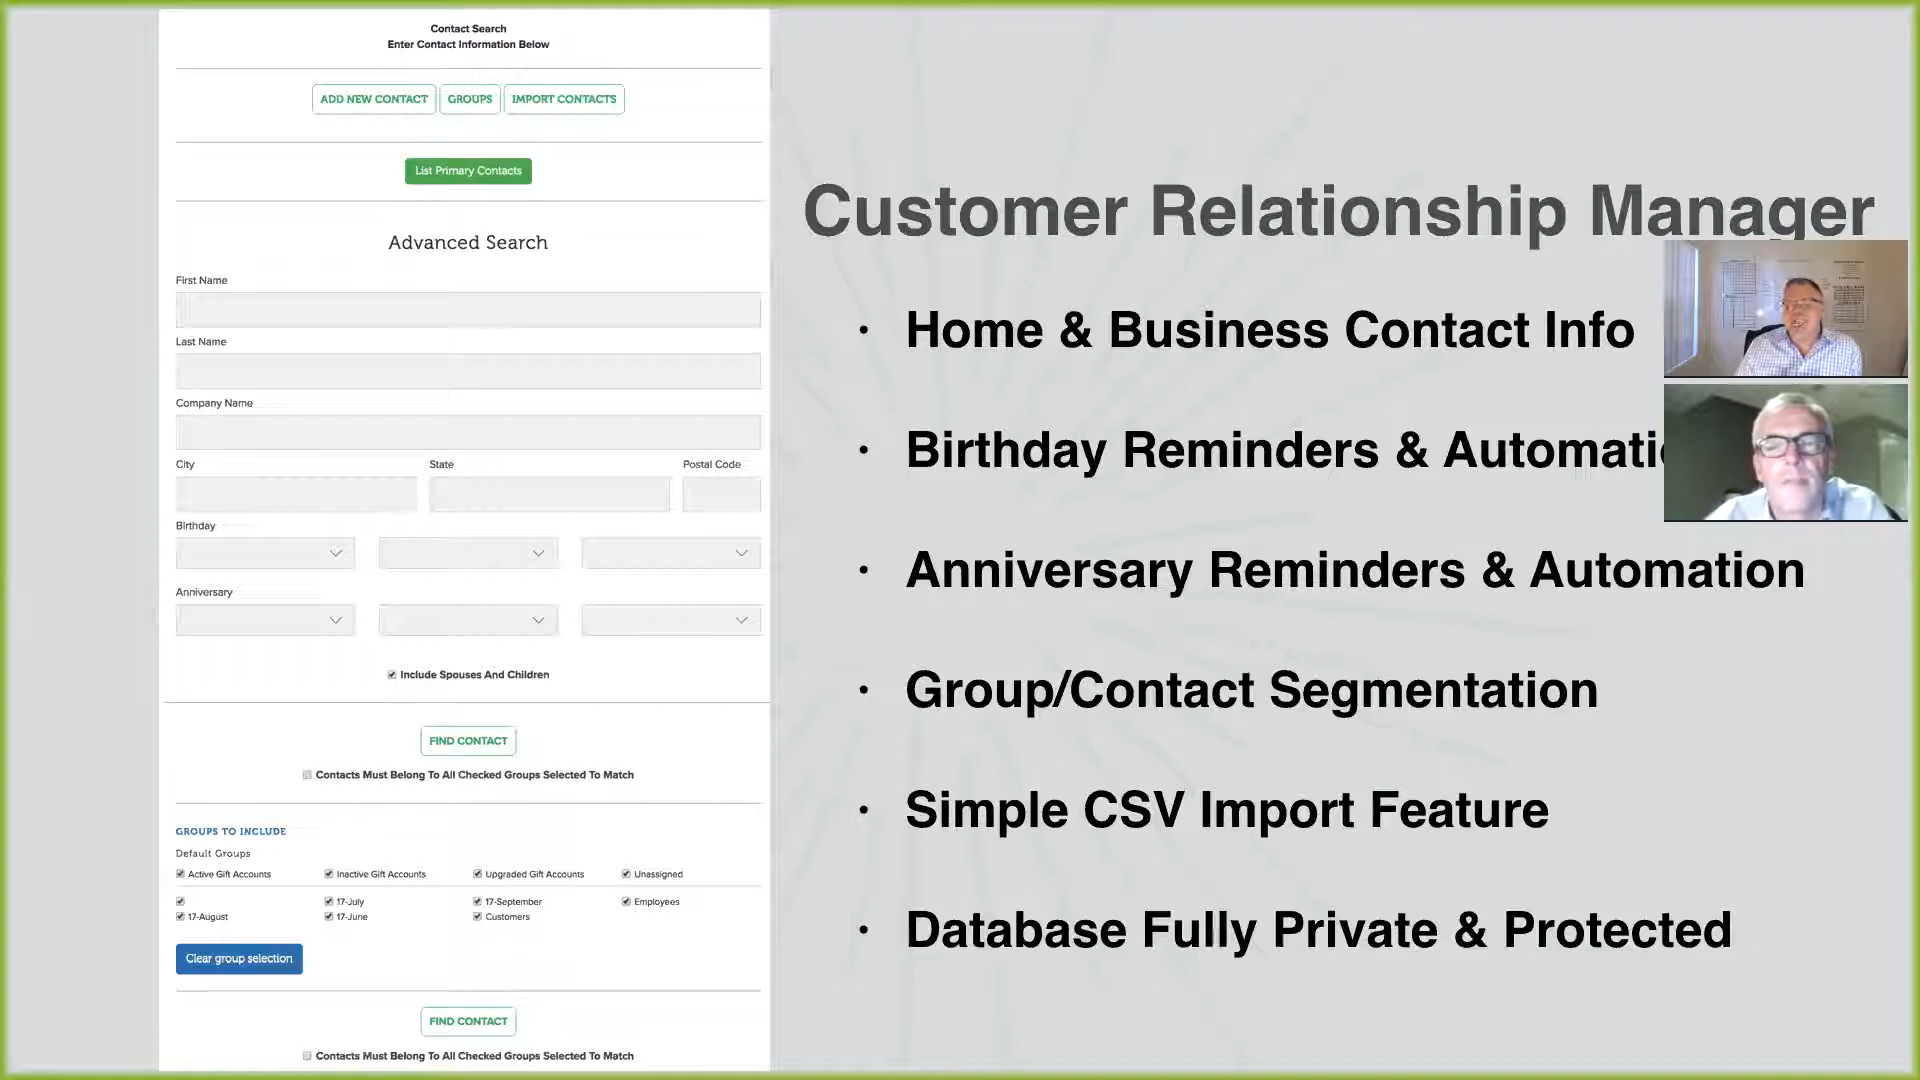 Contact Search
Enter Contact Information Below
ADD NEW CONTACT GROUPS IMPORT CONTACTS
List Primary Contacts
Advanced Search
First Name
Last Name
Company Name
City State Postal Code
Birthday
Anniversary
Include Spouses And Children
FIND CONTACT
Contacts Must Belong To All Checked Groups Selected To Match
GROUPS TO INCLUDE
Default Groups
Active Gift Accounts Inactive Gift Accounts Upgraded Gift Accounts Unassigned
17-July 17-September Employees
17-August 17-June Customers
Clear group selection
FIND CONTACT
Contacts Must Belong To All Checked Groups Selected To Match
Customer Relationship Manager
· Home & Business Contact Info
· Birthday Reminders & Automati
· Anniversary Reminders & Automation
· Group/Contact Segmentation
· Simple CSV Import Feature
· Database Fully Private & Protected